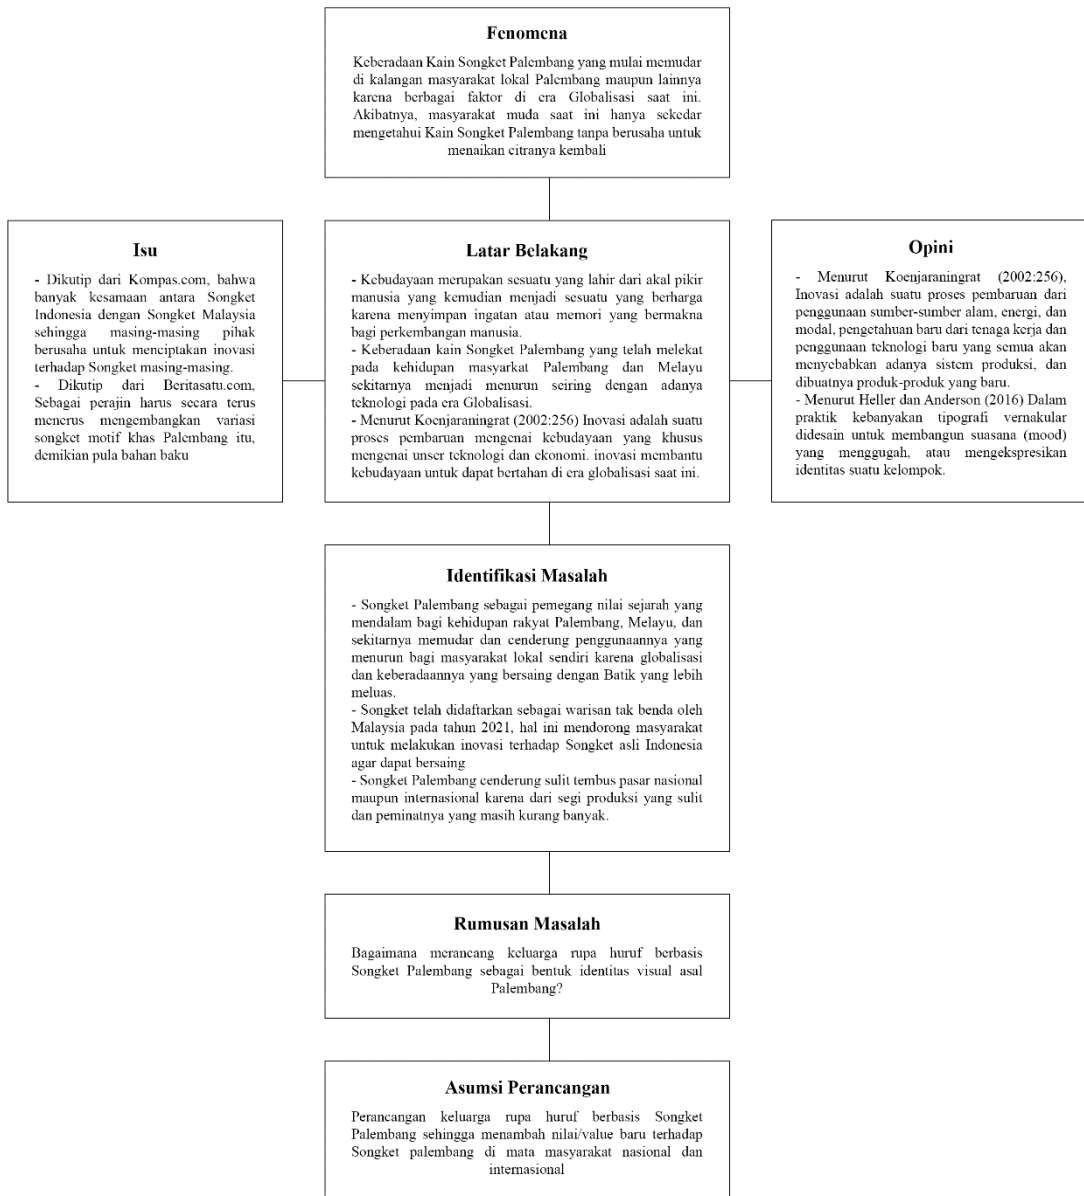 Fenomena
Keberadaan Kain Songket Palembang yang mulai memudar
di kalangan masyarakat lokal Palembang maupun lainnya
karena berbagai faktor di era Globalisasi saat ini.
Akibatnya, masyarakat muda saat ini hanya sekedar
mengetahui Kain Songket Palembang tanpa berusaha untuk
menaikan citranya kembali
Isu
- Dikutip dari Kompas.com, bahwa
banyak kesamaan antara Songket
Indonesia dengan Songket Malaysia
sehingga masing-masing pihak
berusaha untuk menciptakan inovasi
terhadap Songket masing-masing.
- Dikutip dari Beritasatu.com,
Sebagai perajin harus secara terus
menerus mengembangkan variasi
songket motif khas Palembang itu,
demikian pula bahan baku
Latar Belakang
- Kebudayaan merupakan sesuatu yang lahir dari akal pikir
manusia yang kemudian menjadi sesuatu yang berharga
karena menyimpan ingatan atau memori yang bermakna
bagi perkembangan manusia.
- Keberadaan kain Songket Palembang yang telah melekat
pada kehidupan masyarkat Palembang dan Melayu
sekitarnya menjadi menurun seiring dengan adanya
teknologi pada era Globalisasi.
- Menurut Koenjaraningrat (2002:256) Inovasi adalah suatu
proses pembaruan mengenai kebudayaan yang khusus
mengenai unser teknologi dan ekonomi. inovasi membantu
kebudayaan untuk dapat bertahan di era globalisasi saat ini.
Opini
- Menurut Koenjaraningrat (2002:256),
Inovasi adalah suatu proses pembaruan dari
penggunaan sumber-sumber alam, energi, dan
modal, pengetahuan baru dari tenaga kerja dan
penggunaan teknologi baru yang semua akan
menyebabkan adanya sistem produksi, dan
dibuatnya produk-produk yang baru.
- Menurut Heller dan Anderson (2016) Dalam
praktik kebanyakan tipografi vernakular
didesain untuk membangun suasana (mood)
yang menggugah, atau mengekspresikan
identitas suatu kelompok.
Identifikasi Masalah
- Songket Palembang sebagai pemegang nilai sejarah yang
mendalam bagi kehidupan rakyat Palembang, Melayu, dan
sekitarnya memudar dan cenderung penggunaannya yang
menurun bagi masyarakat lokal sendiri karena globalisasi
dan keberadaannya yang bersaing dengan Batik yang lebih
meluas.
- Songket telah didaftarkan sebagai warisan tak benda oleh
Malaysia pada tahun 2021, hal ini mendorong masyarakat
untuk melakukan inovasi terhadap Songket asli Indonesia
agar dapat bersaing
- Songket Palembang cenderung sulit tembus pasar nasional
maupun internasional karena dari segi produksi yang sulit
dan peminatnya yang masih kurang banyak.
Rumusan Masalah
Bagaimana merancang keluarga rupa huruf berbasis
Songket Palembang sebagai bentuk identitas visual asal
Palembang?
Asumsi Perancangan
Perancangan keluarga rupa huruf berbasis Songket
Palembang sehingga menambah nilai/value baru terhadap
Songket palembang di mata masyarakat nasional dan
internasional